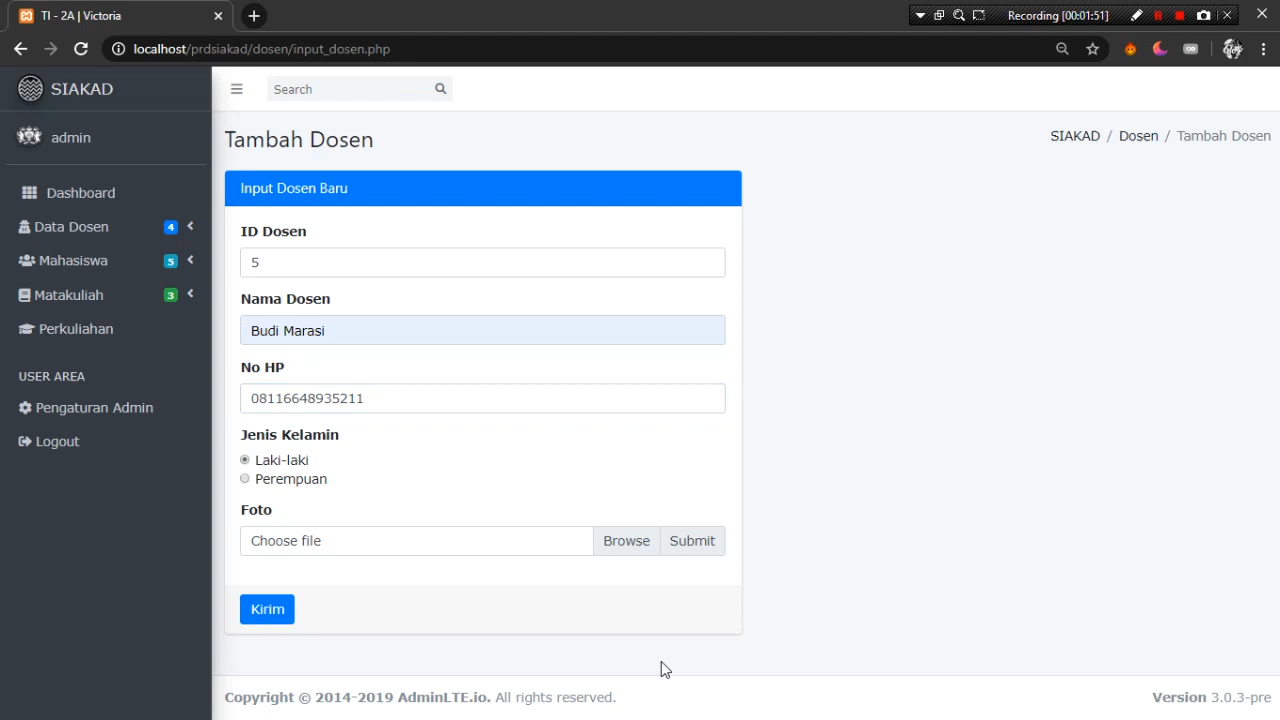 TI - 2A | Victoria
Recording [00:01:51]
localhost/prdsiakad/dosen/input_dosen.php
SIAKAD
Search
admin
Tambah Dosen
SIAKAD / Dosen / Tambah Dosen
Dashboard
Data Dosen 4
Mahasiswa 5
Matakuliah 3
Perkuliahan
USER AREA
Pengaturan Admin
Logout
Input Dosen Baru
ID Dosen
5
Nama Dosen
Budi Marasi
No HP
08116648935211
Jenis Kelamin
Laki-laki
Perempuan
Foto
Choose file Browse Submit
Kirim
Copyright © 2014-2019 AdminLTE.io. All rights reserved.
Version 3.0.3-pre